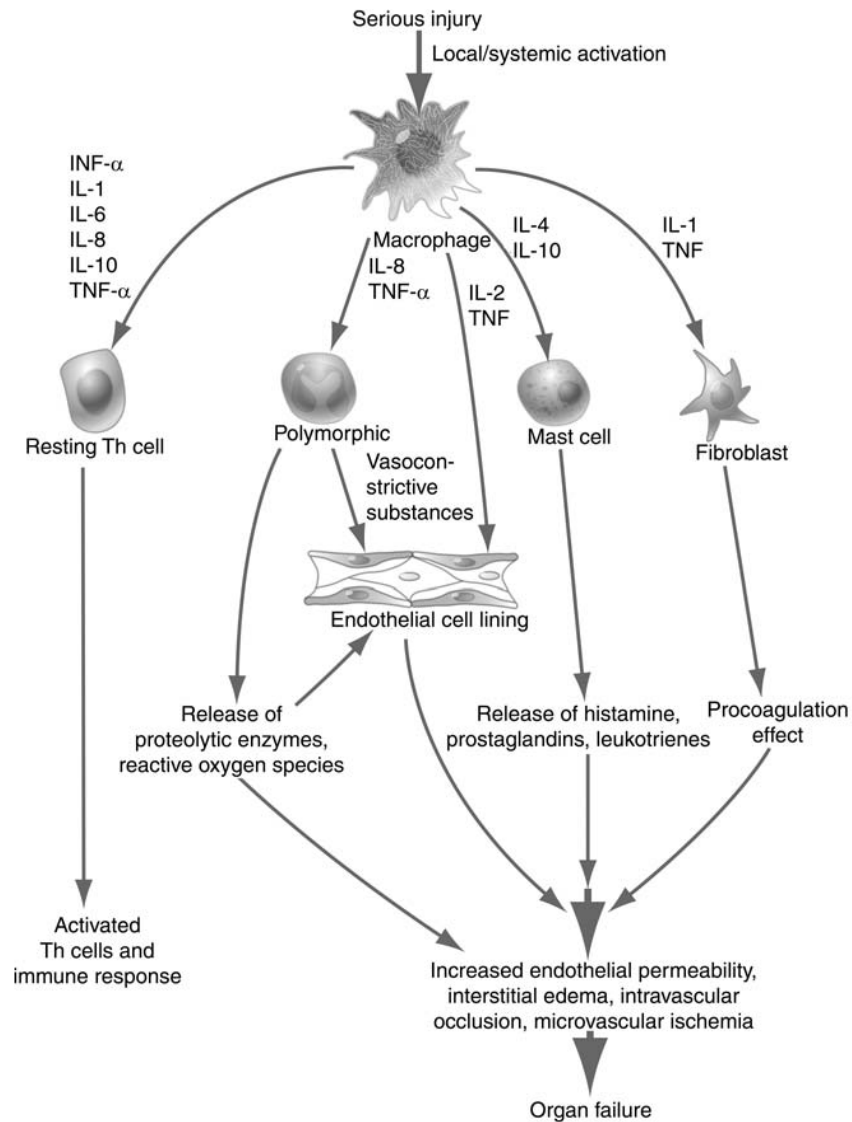 Serious injury
Local/systemic activation
INF-α
IL-1
IL-6
IL-8
IL-10
TNF-α
Macrophage
IL-8
TNF-α
IL-2
TNF
IL-4
IL-10
IL-1
TNF
Resting Th cell
Polymorphic
Mast cell
Fibroblast
Vasocon-
strictive
substances
Endothelial cell lining
Release of
proteolytic enzymes,
reactive oxygen species
Release of histamine,
prostaglandins, leukotrienes
Procoagulation
effect
Activated
Th cells and
immune response
Increased endothelial permeability,
interstitial edema, intravascular
occlusion, microvascular ischemia
Organ failure